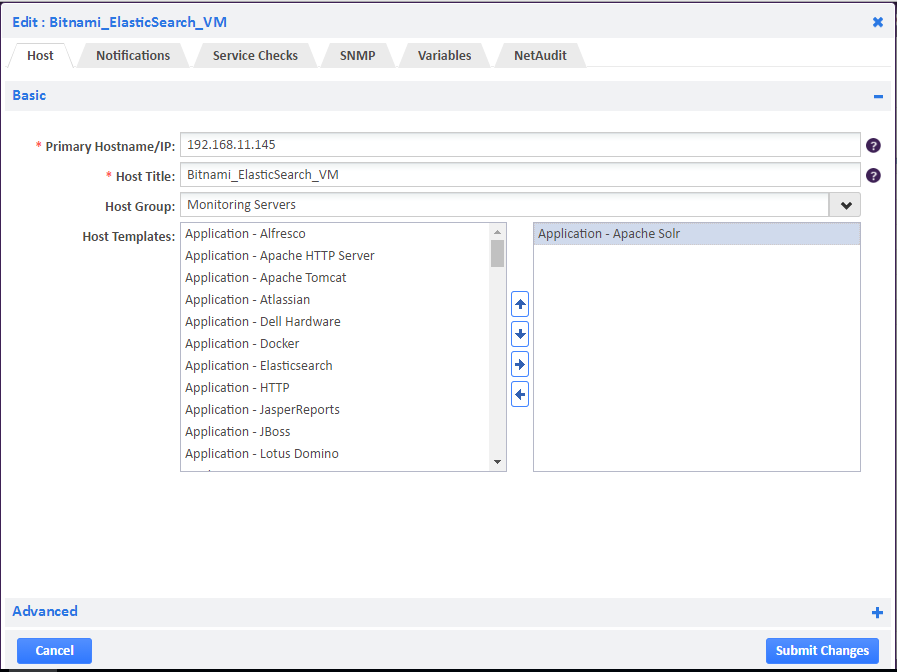 Edit : Bitnami_ElasticSearch_VM
Host Notifications Service Checks SNMP Variables NetAudit
Basic
* Primary Hostname/IP: 192.168.11.145 ?
* Host Title: Bitnami_ElasticSearch_VM ?
Host Group: Monitoring Servers
Host Templates: Application - Alfresco Application - Apache Solr
Application - Apache HTTP Server
Application - Apache Tomcat
Application - Atlassian
Application - Dell Hardware
Application - Docker
Application - Elasticsearch
Application - HTTP
Application - JasperReports
Application - JBoss
Application - Lotus Domino
Advanced
Cancel Submit Changes